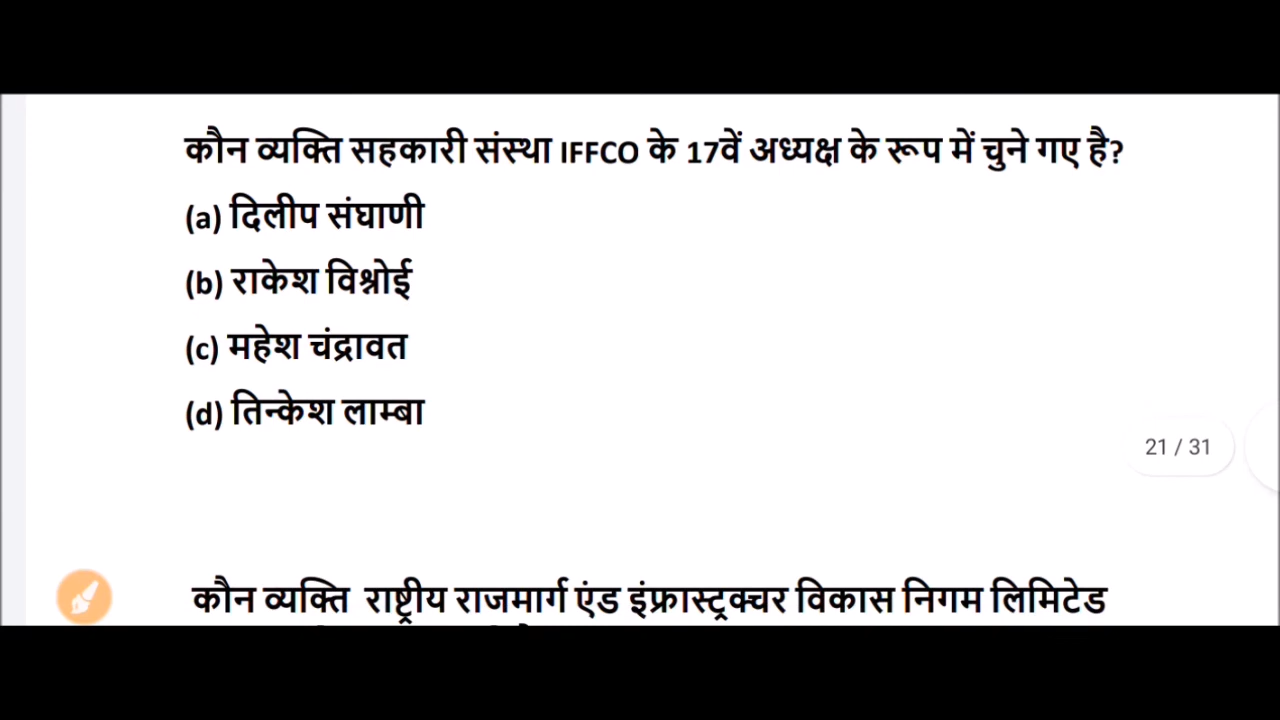 कौन व्यक्ति सहकारी संस्था IFFCO के 17वें अध्यक्ष के रूप में चुने गए है?
(a) दिलीप संघाणी
(b) राकेश विश्नोई
(c) महेश चंद्रावत
(d) तिन्केश लाम्बा
21 / 31
कौन व्यक्ति राष्ट्रीय राजमार्ग एंड इंफ्रास्ट्रक्चर विकास निगम लिमिटेड